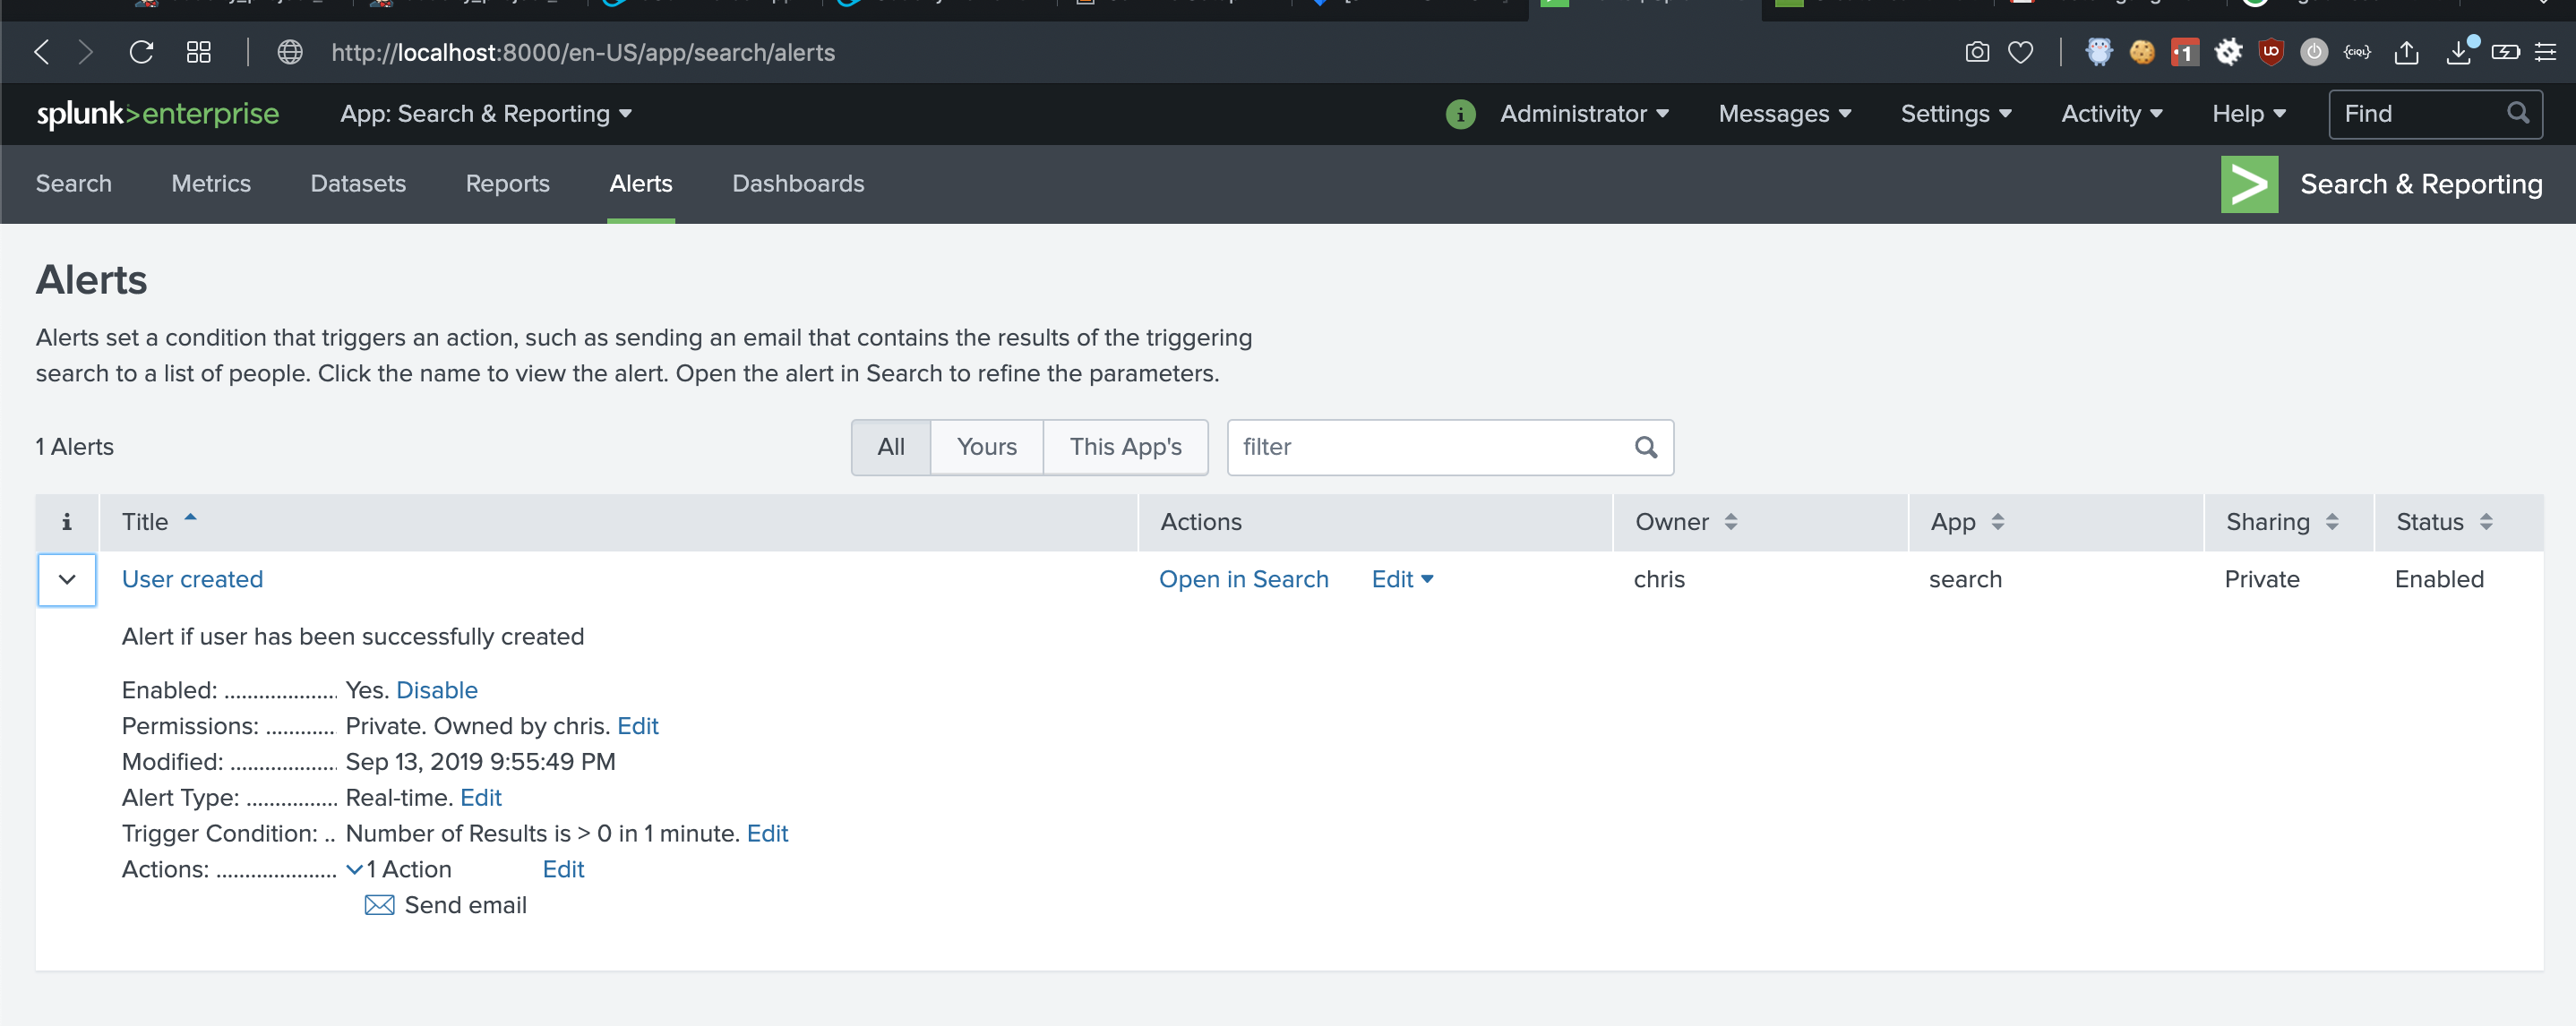 http://localhost:8000/en-US/app/search/alerts
1
UO
{CIQL}
splunk>enterprise
App: Search & Reporting
i
Administrator
Messages
Settings
Activity
Help
Find
Search
Metrics
Datasets
Reports
Alerts
Dashboards
>
Search & Reporting
Alerts
Alerts set a condition that triggers an action, such as sending an email that contains the results of the triggering
search to a list of people. Click the name to view the alert. Open the alert in Search to refine the parameters.
1 Alerts
All
Yours
This App's
filter
i
Title
Actions
Owner
App
Sharing
Status
User created
Open in Search
Edit
chris
search
Private
Enabled
Alert if user has been successfully created
Enabled: .................... Yes. Disable
Permissions: ............. Private. Owned by chris. Edit
Modified: ................... Sep 13, 2019 9:55:49 PM
Alert Type: ................ Real-time. Edit
Trigger Condition: .. Number of Results is > 0 in 1 minute. Edit
Actions: ..................... 1 Action Edit
Send email